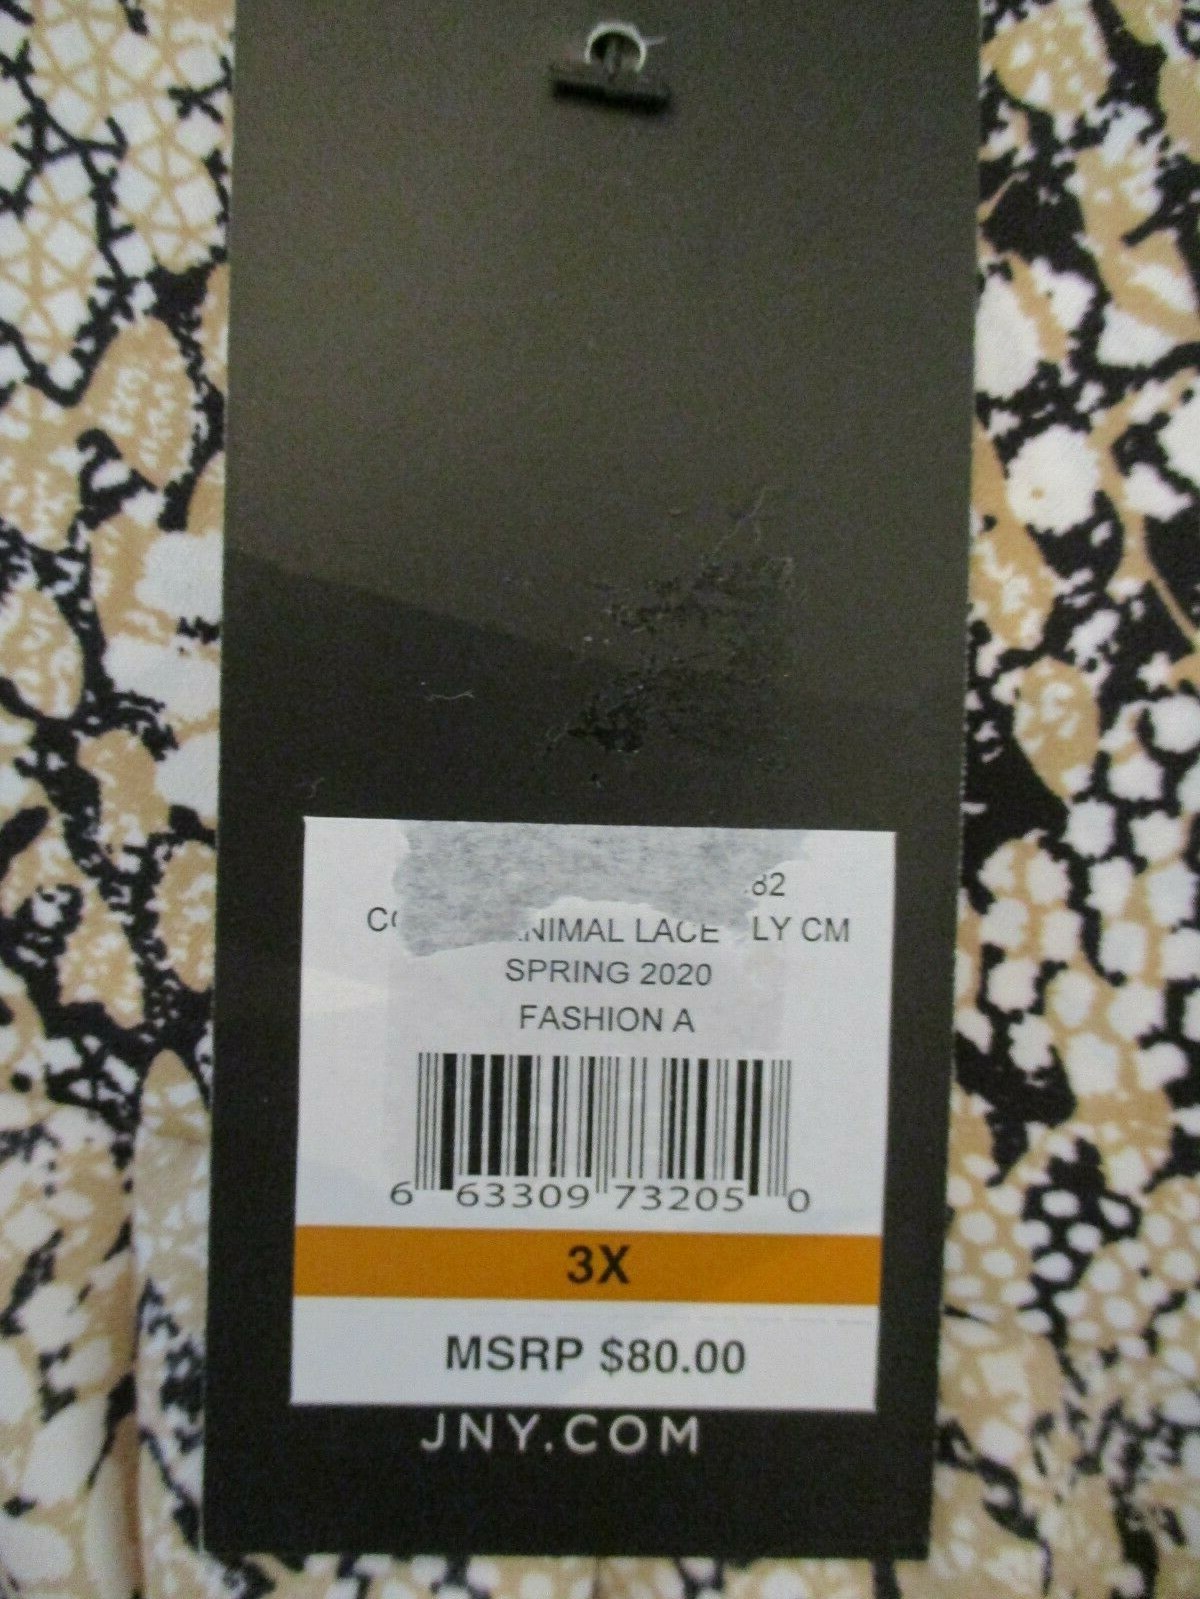 82
ANIMAL LACE LY CM
SPRING 2020
FASHION A
6 63309 73205 0
3X
MSRP $80.00
JNY.COM